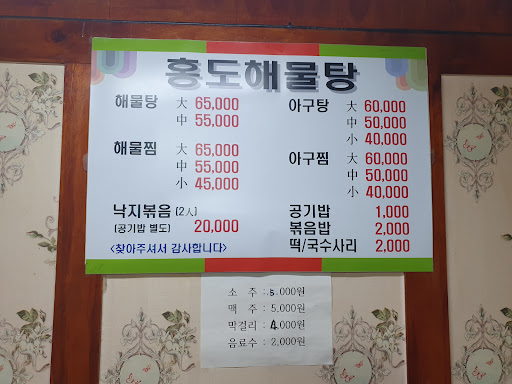 홍도해물탕
해물탕 大 65,000
中 55,000
해물찜 大 65,000
中 55,000
小 45,000
낙지볶음 (2人)
(공기밥 별도) 20,000
<찾아주셔서 감사합니다>
아구탕 大 60,000
中 50,000
小 40,000
아구찜 大 60,000
中 50,000
小 40,000
공기밥 1,000
볶음밥 2,000
떡/국수사리 2,000
소 주 : 5,000원
맥 주 : 5,000원
막걸리 : 4,000원
음료수 : 2,000원